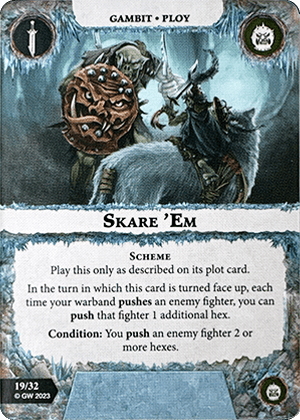 GAMBIT • PLOY
SKARE ’EM
SCHEME
Play this only as described on its plot card.
In the turn in which this card is turned face up, each
time your warband pushes an enemy fighter, you can
push that fighter 1 additional hex.
Condition: You push an enemy fighter 2 or
more hexes.
19/32
© GW 2023